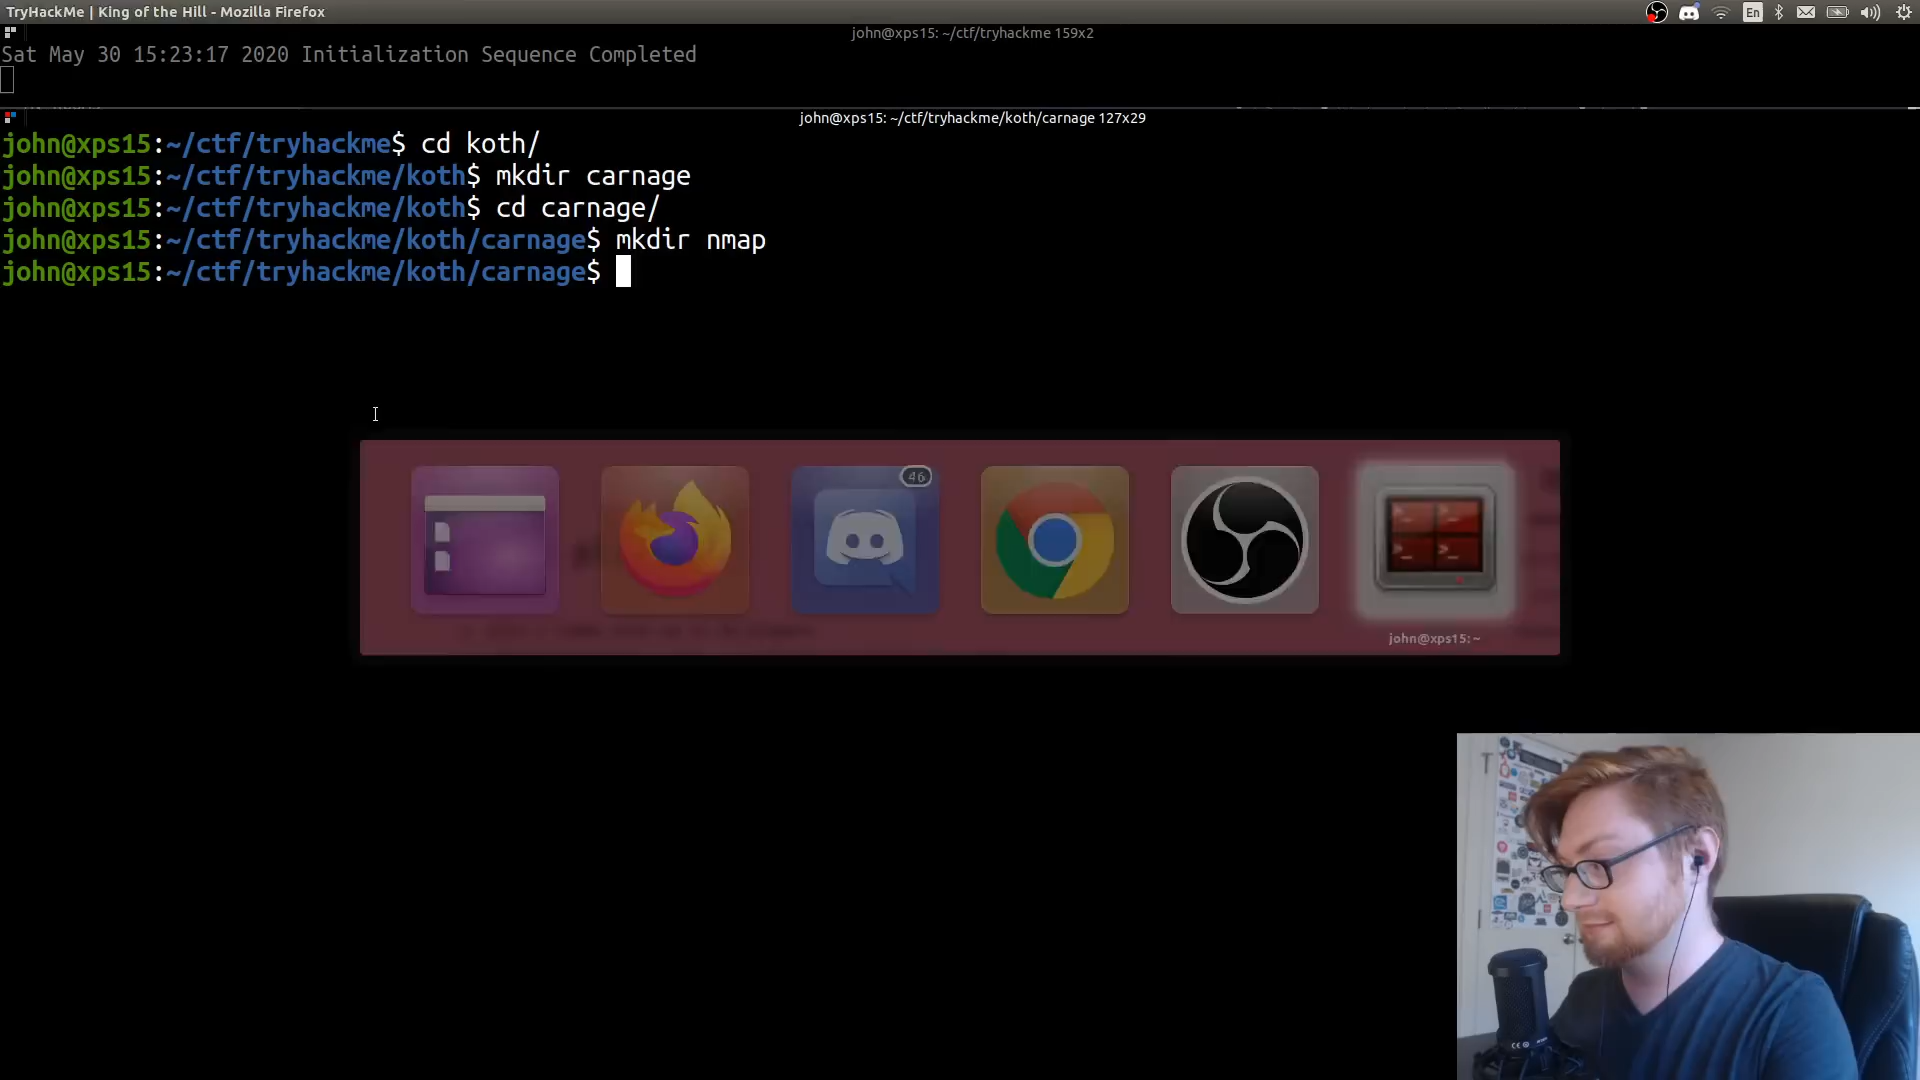 TryHackMe | King of the Hill - Mozilla Firefox
En
john@xps15: ~/ctf/tryhackme 159x2
Sat May 30 15:23:17 2020 Initialization Sequence Completed
john@xps15: ~/ctf/tryhackme/koth/carnage 127x29
john@xps15:~/ctf/tryhackme$ cd koth/
john@xps15:~/ctf/tryhackme/koth$ mkdir carnage
john@xps15:~/ctf/tryhackme/koth$ cd carnage/
john@xps15:~/ctf/tryhackme/koth/carnage$ mkdir nmap
john@xps15:~/ctf/tryhackme/koth/carnage$
46
john@xps15: ~